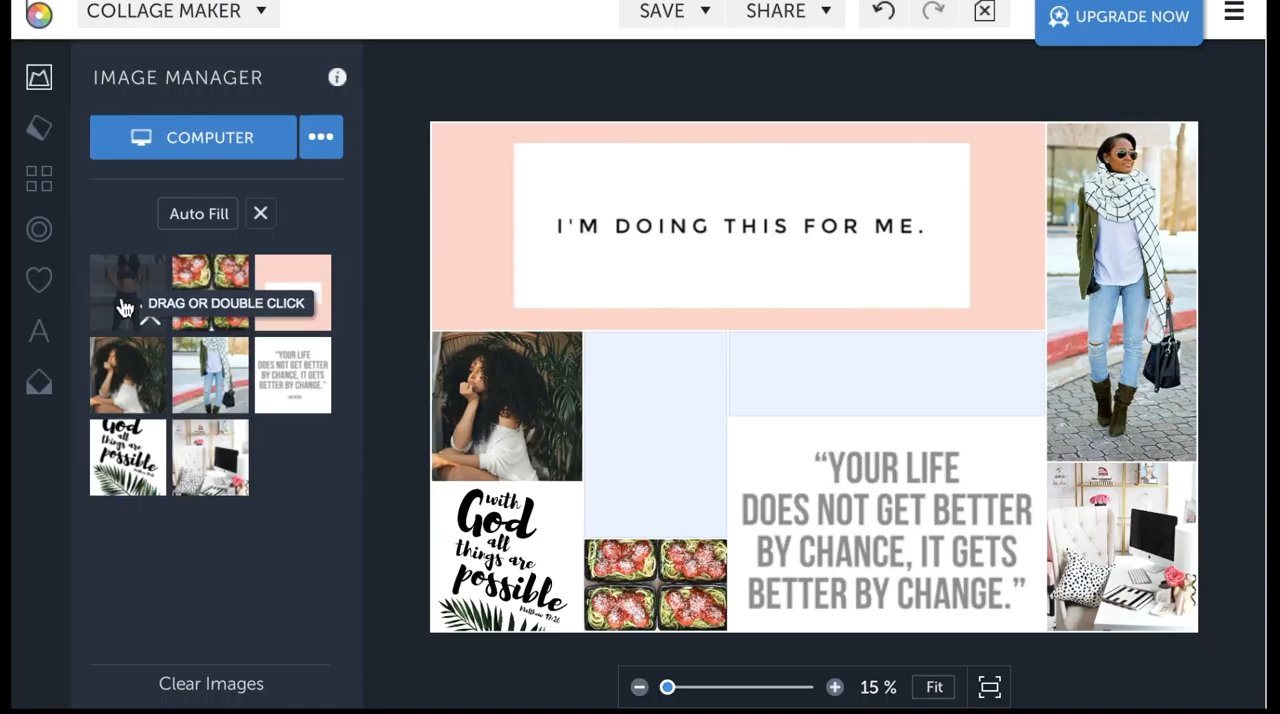 COLLAGE MAKER
SAVE
SHARE
UPGRADE NOW
IMAGE MANAGER
COMPUTER
Auto Fill
DRAG OR DOUBLE CLICK
"YOUR LIFE
DOES NOT GET BETTER
BY CHANCE, IT GETS
BETTER BY CHANGE."
God
all
things are
possible
Clear Images
I'M DOING THIS FOR ME.
with
God
all
things are
possible
Matthew 19:26
“YOUR LIFE
DOES NOT GET BETTER
BY CHANCE, IT GETS
BETTER BY CHANGE.”
15 %
Fit